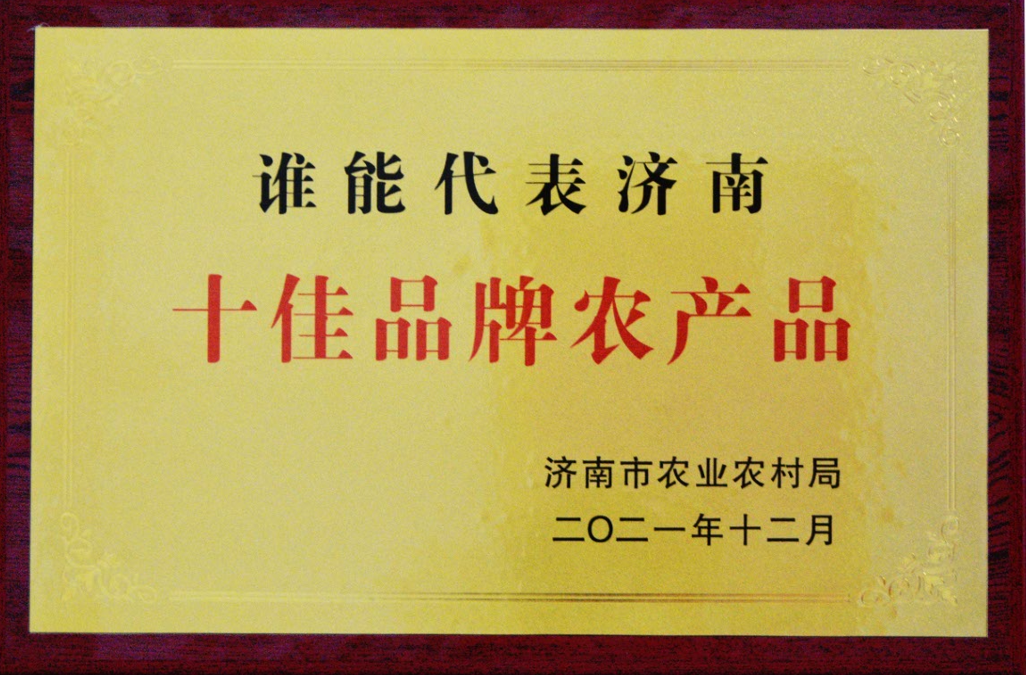 谁能代表济南
十佳品牌农产品
济南市农业农村局
二〇二一年十二月